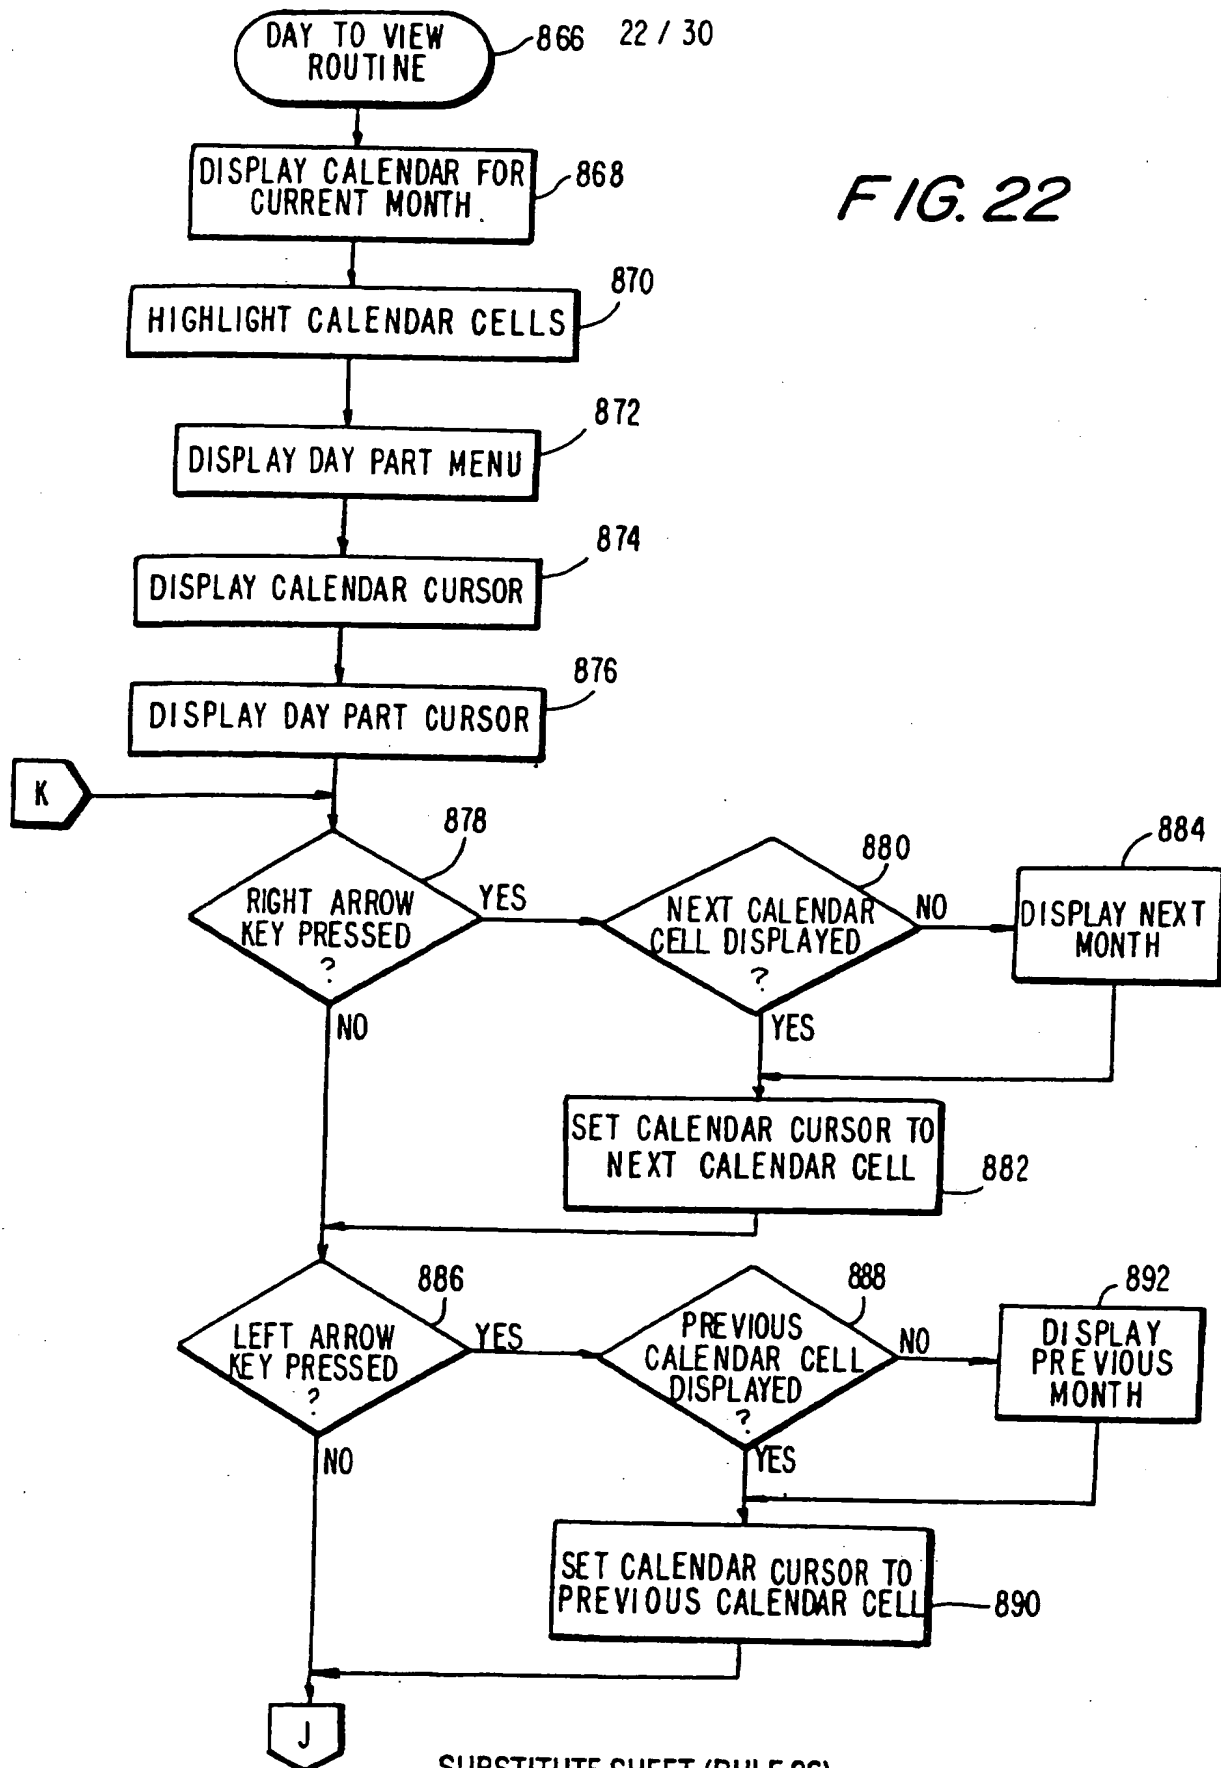 DAY TO VIEW
ROUTINE
866
22 / 30
DISPLAY CALENDAR FOR
CURRENT MONTH
868
FIG. 22
870
HIGHLIGHT CALENDAR CELLS
872
DISPLAY DAY PART MENU
874
DISPLAY CALENDAR CURSOR
876
DISPLAY DAY PART CURSOR
K
878
RIGHT ARROW
KEY PRESSED
?
YES
NO
880
NEXT CALENDAR
CELL DISPLAYED
?
NO
YES
884
DISPLAY NEXT
MONTH
SET CALENDAR CURSOR TO
NEXT CALENDAR CELL
882
886
LEFT ARROW
KEY PRESSED
?
YES
NO
888
PREVIOUS
CALENDAR CELL
DISPLAYED
?
NO
YES
892
DISPLAY
PREVIOUS
MONTH
SET CALENDAR CURSOR TO
PREVIOUS CALENDAR CELL
890
J
SUBSTITUTE SHEET (RULE 26)